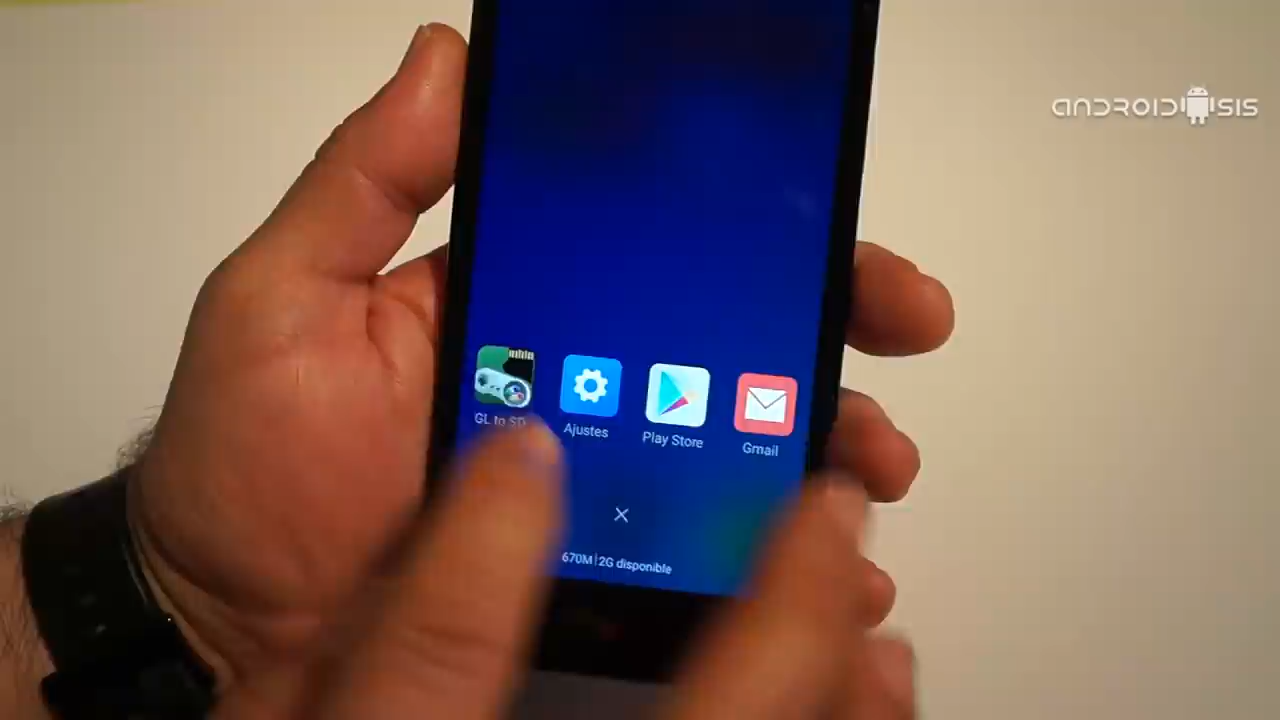 ANDROIDSIS
GL to SD
Ajustes
Play Store
Gmail
670M | 2G disponible